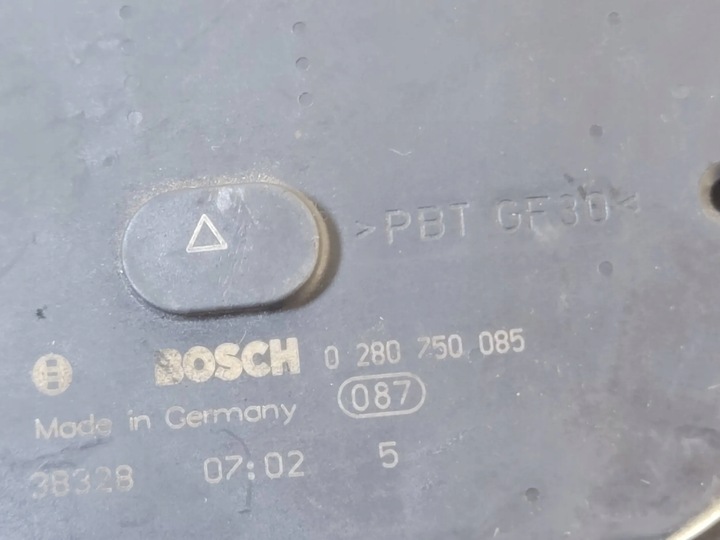 >PBT GF30<
BOSCH 0 280 750 085
087
Made in Germany
38328 07:02 5